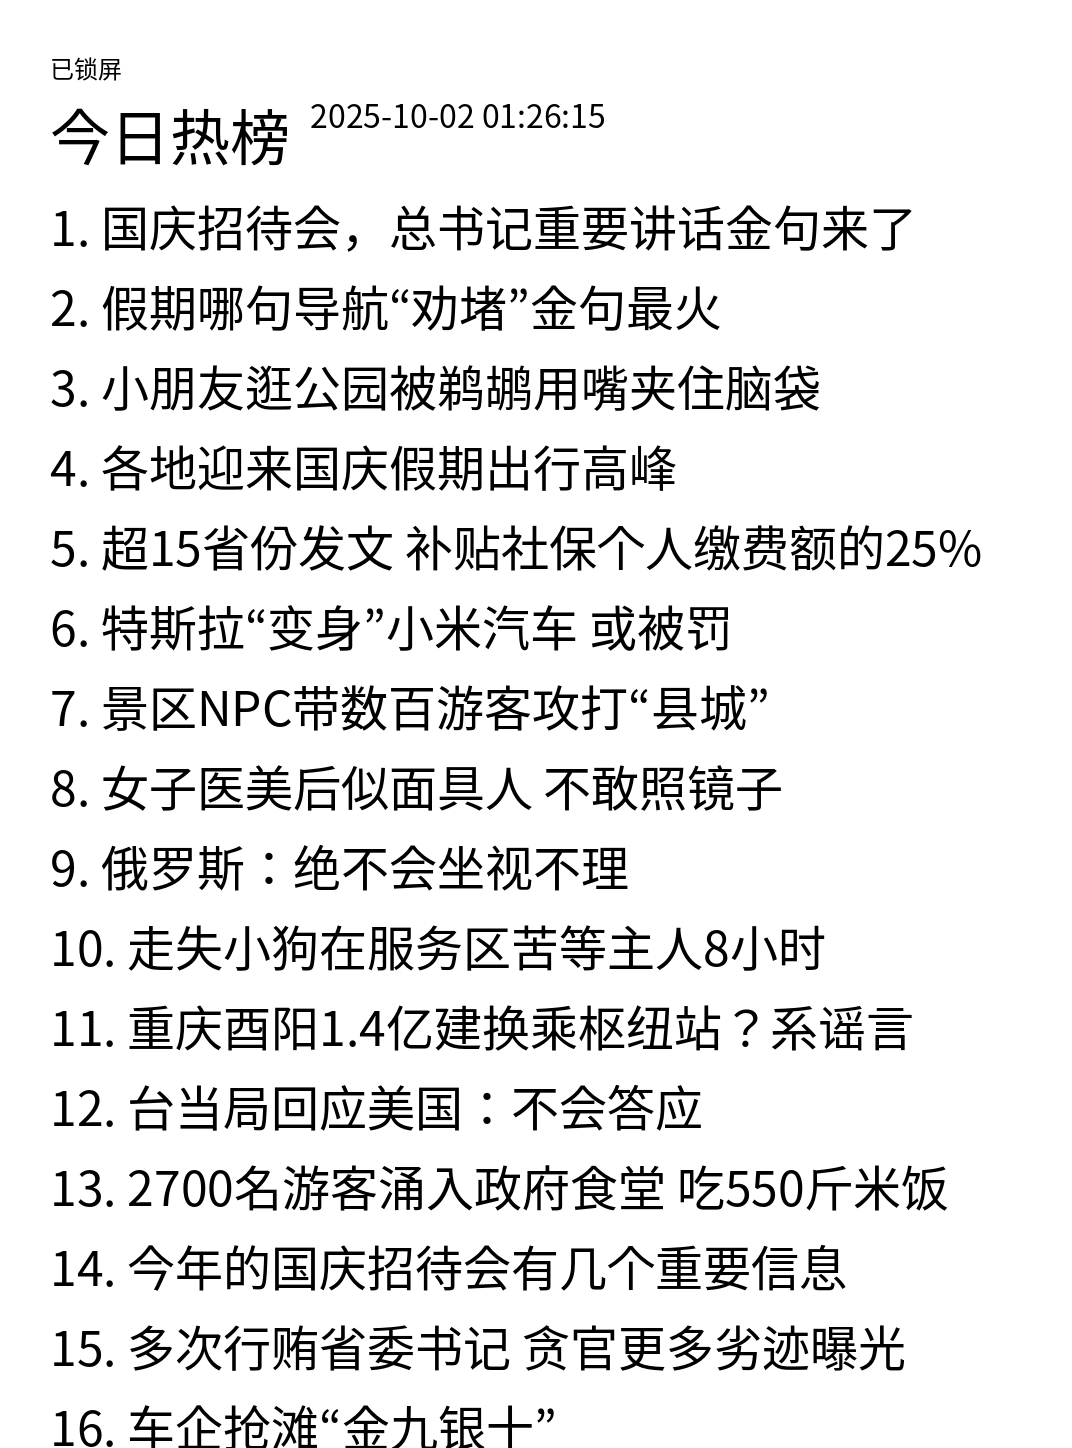 已锁屏
今日热榜 2025-10-02 01:26:15
1. 国庆招待会，总书记重要讲话金句来了
2. 假期哪句导航“劝堵”金句最火
3. 小朋友逛公园被鹈鹕用嘴夹住脑袋
4. 各地迎来国庆假期出行高峰
5. 超15省份发文 补贴社保个人缴费额的25%
6. 特斯拉“变身”小米汽车 或被罚
7. 景区NPC带数百游客攻打“县城”
8. 女子医美后似面具人 不敢照镜子
9. 俄罗斯：绝不会坐视不理
10. 走失小狗在服务区苦等主人8小时
11. 重庆酉阳1.4亿建换乘枢纽站？系谣言
12. 台当局回应美国：不会答应
13. 2700名游客涌入政府食堂 吃550斤米饭
14. 今年的国庆招待会有几个重要信息
15. 多次行贿省委书记 贪官更多劣迹曝光
16. 车企抢滩“金九银十”